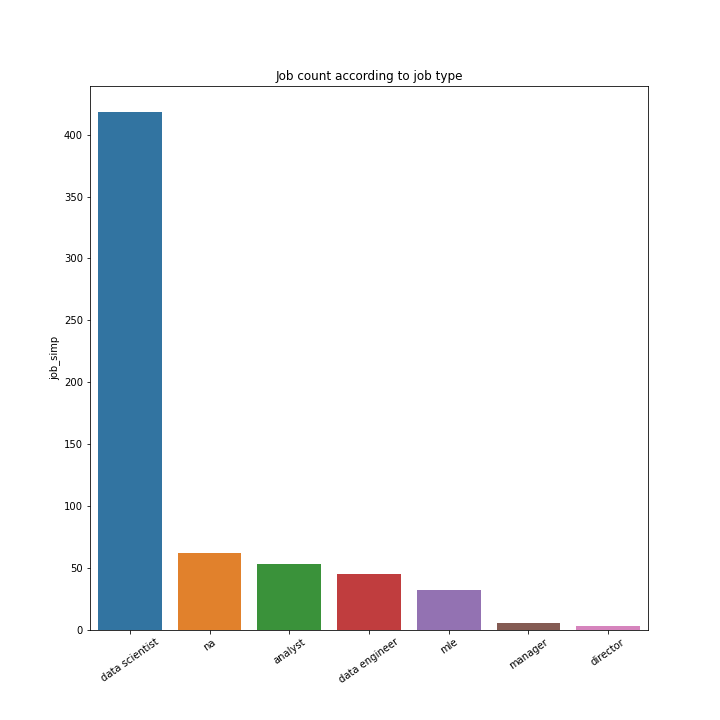 Job count according to job type
400
350
300
250
200
150
100
50
0
job_simp
data scientist
na
analyst
data engineer
mle
manager
director